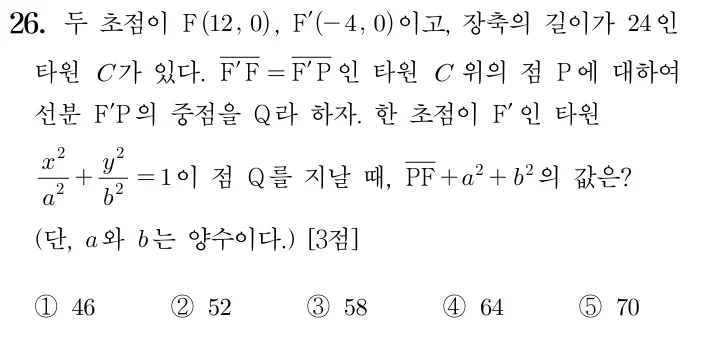 26. 두 초점이 F(12, 0), F′(−4, 0)이고, 장축의 길이가 24인
타원 C가 있다. F′F = F′P인 타원 C 위의 점 P에 대하여
선분 F′P의 중점을 Q라 하자. 한 초점이 F′인 타원
x²/a² + y²/b² = 1이 점 Q를 지날 때, PF + a² + b²의 값은?
(단, a와 b는 양수이다.) [3점]
① 46 ② 52 ③ 58 ④ 64 ⑤ 70